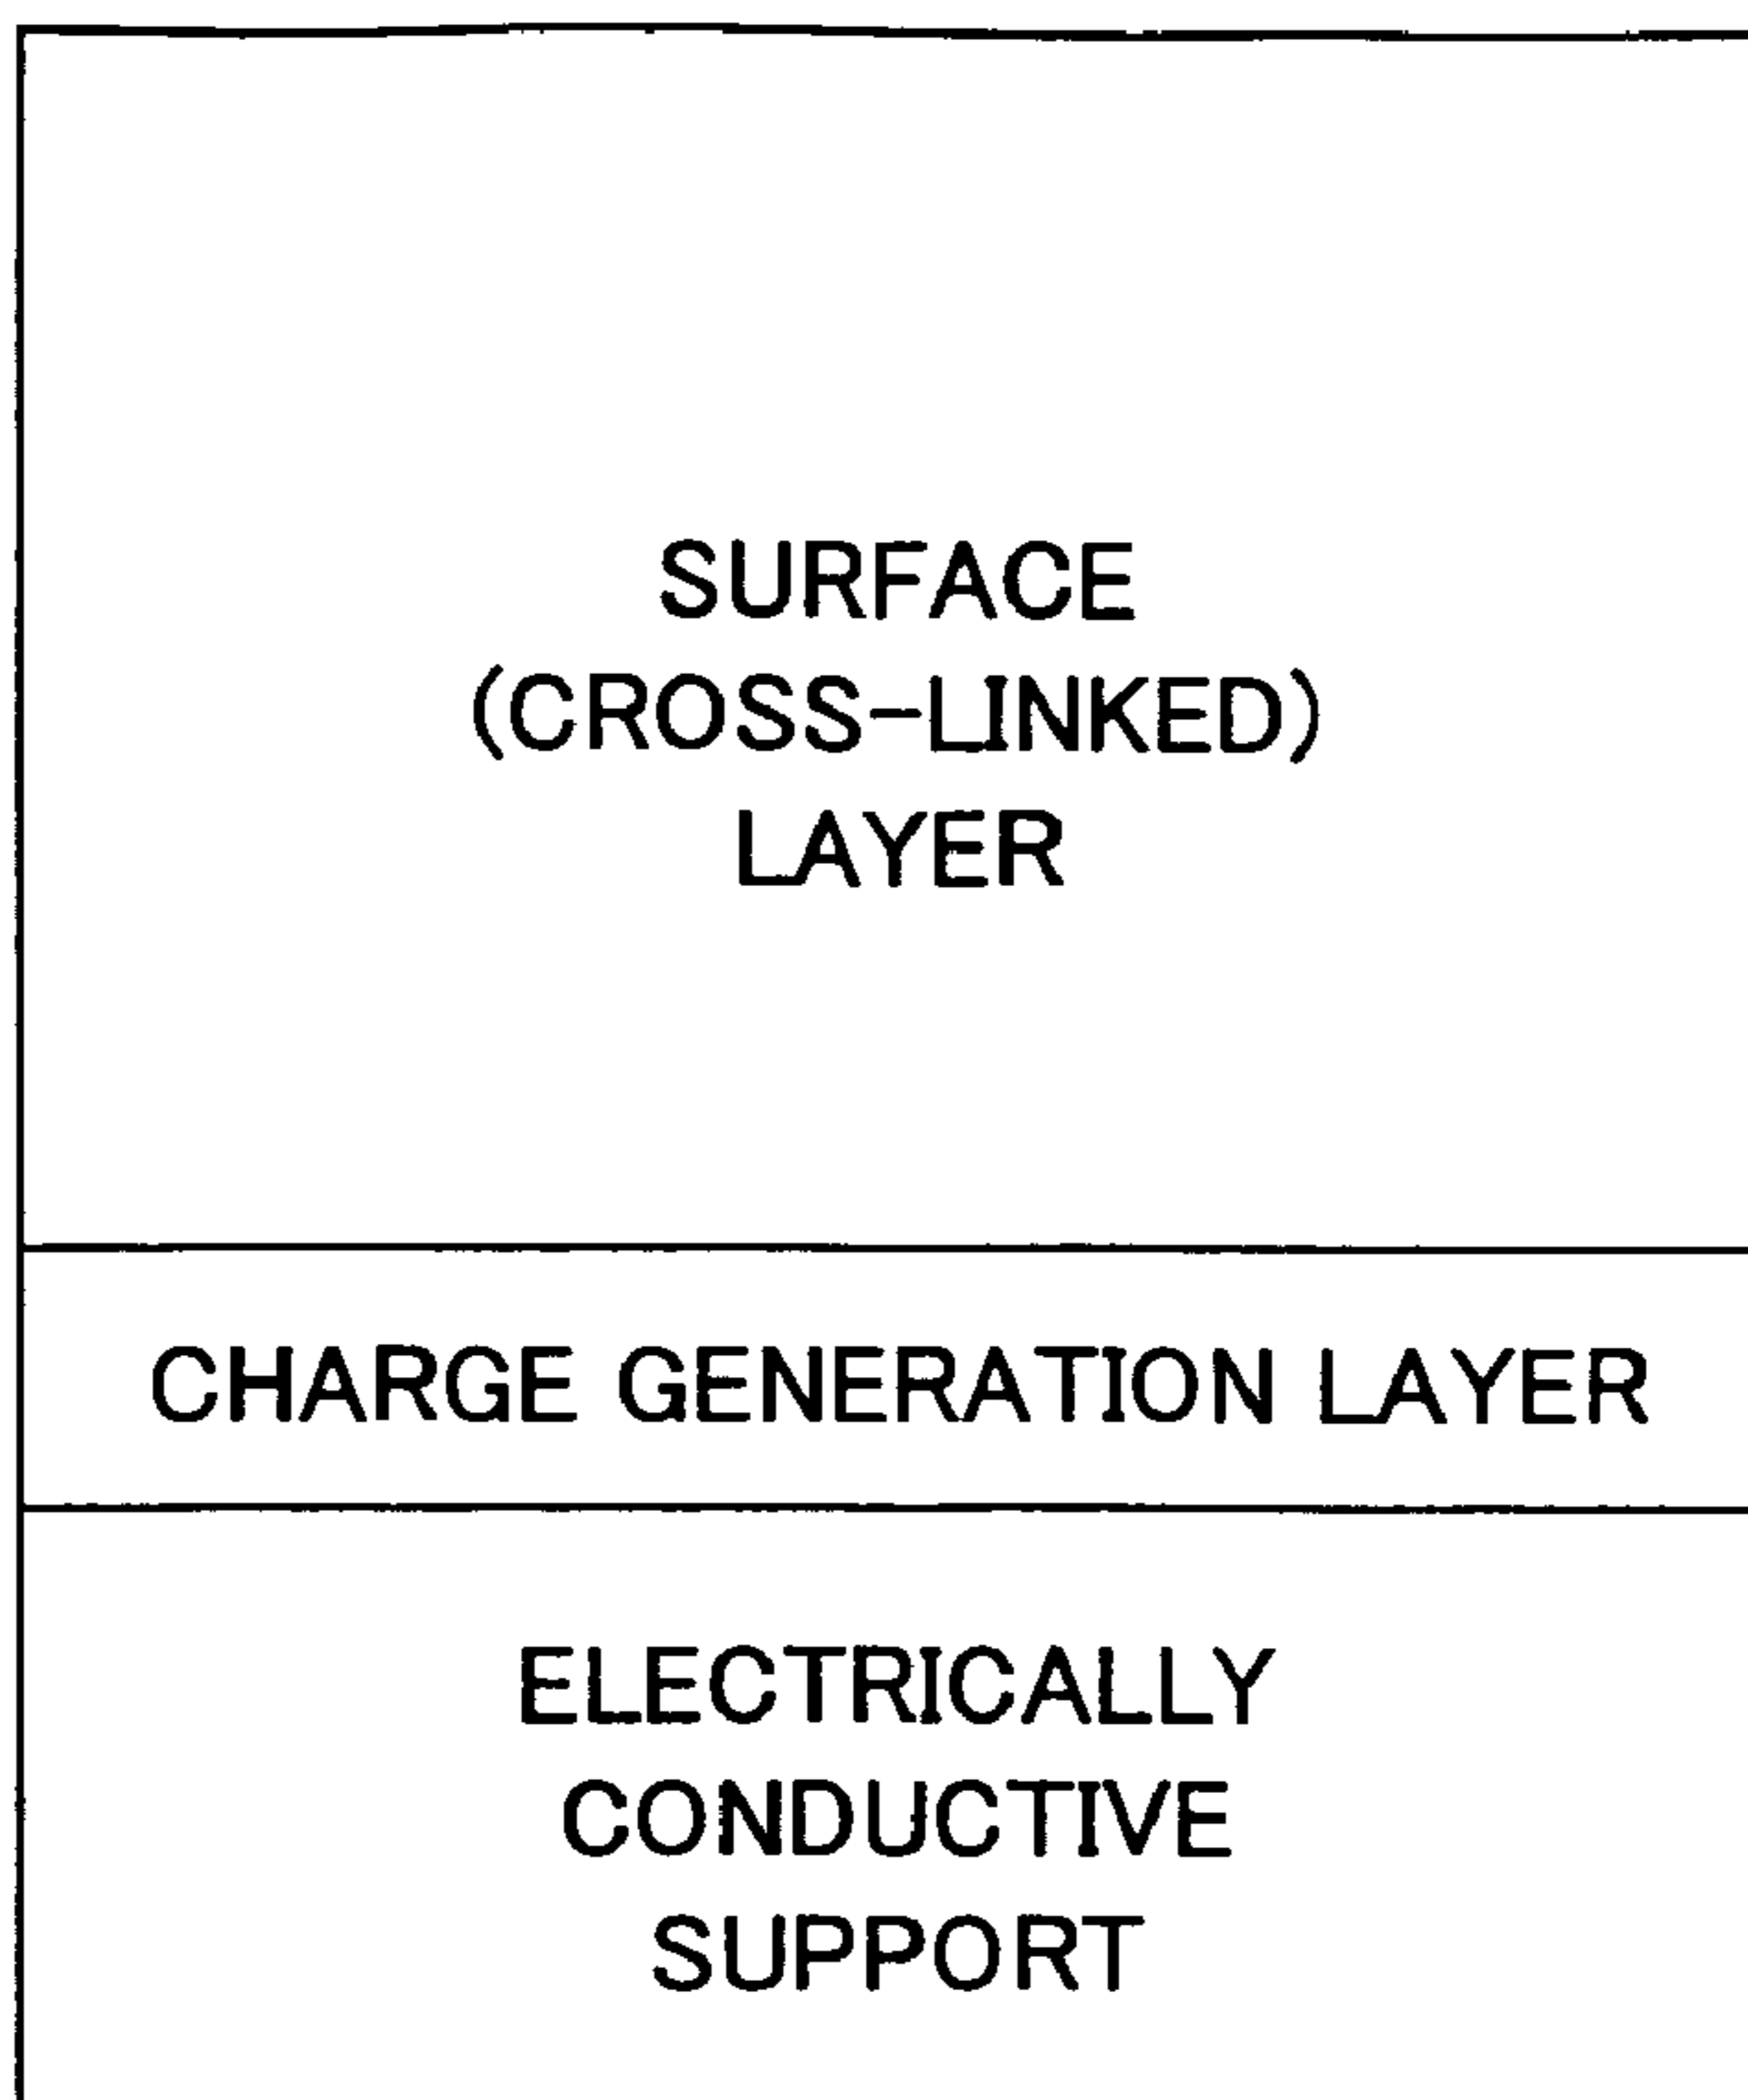 SURFACE
(CROSS-LINKED)
LAYER
CHARGE GENERATION LAYER
ELECTRICALLY
CONDUCTIVE
SUPPORT